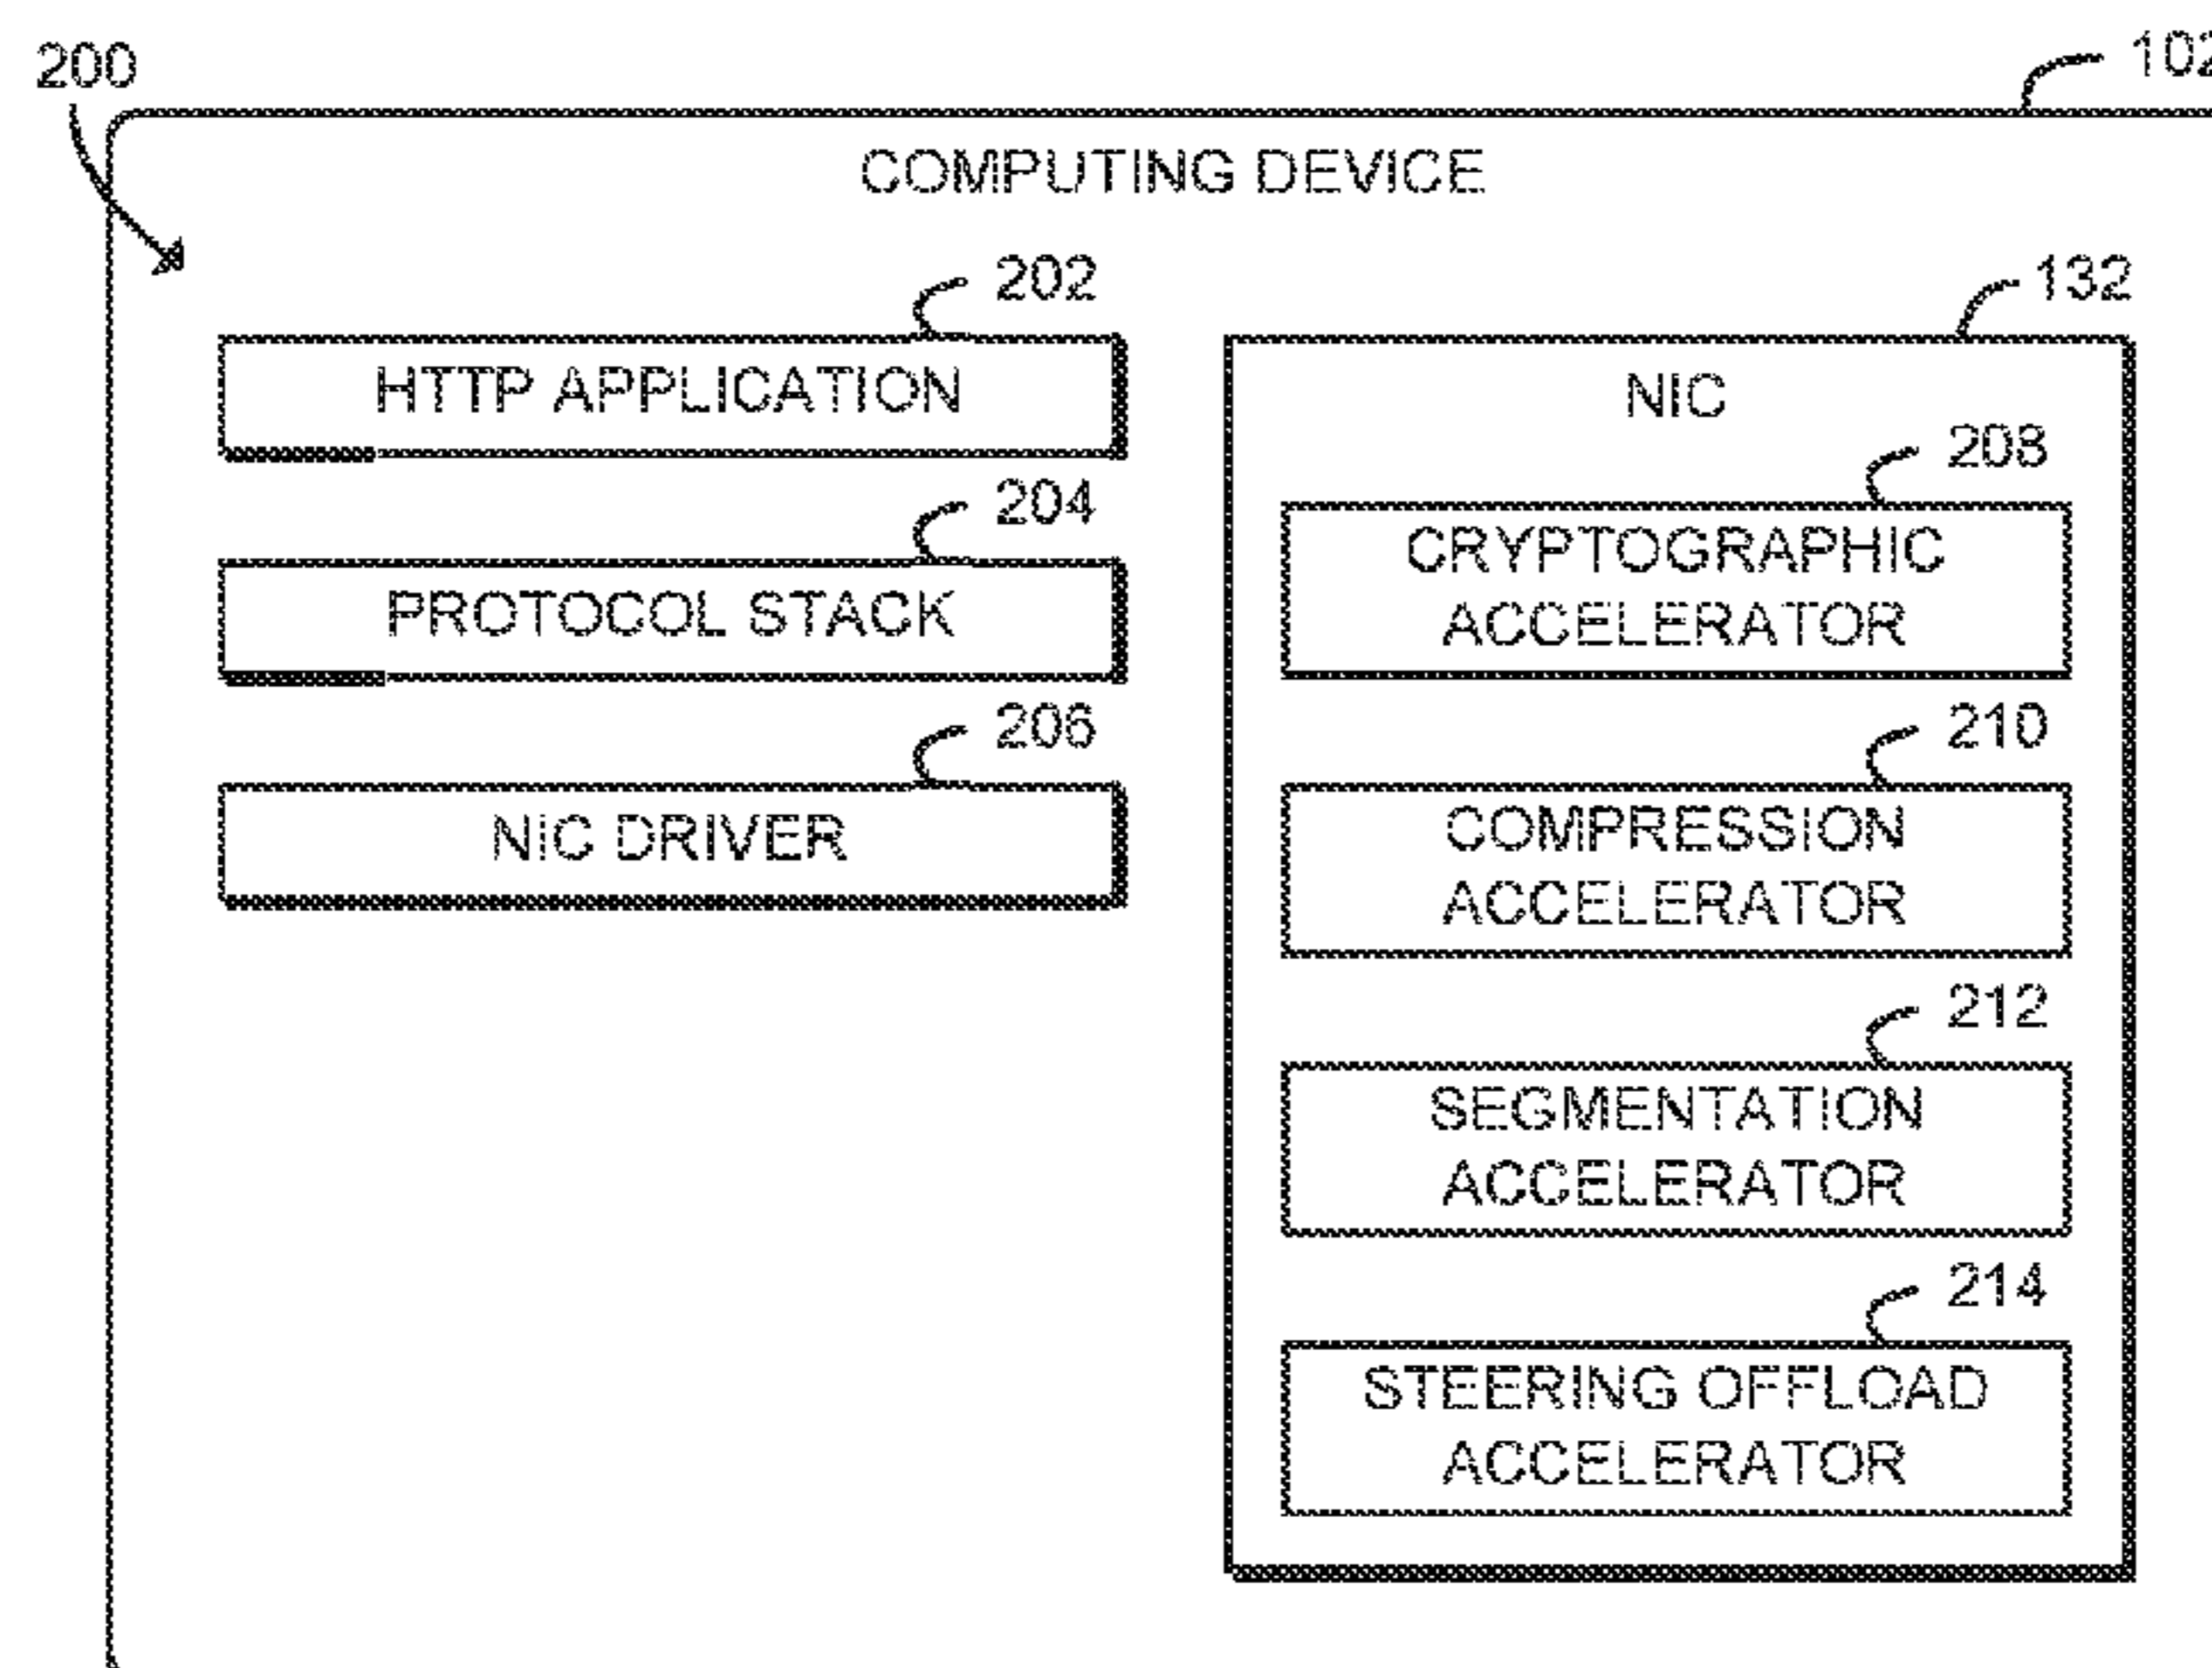 200
102
COMPUTING DEVICE
202
HTTP APPLICATION
204
PROTOCOL STACK
206
NIC DRIVER
132
NIC
208
CRYPTOGRAPHIC
ACCELERATOR
210
COMPRESSION
ACCELERATOR
212
SEGMENTATION
ACCELERATOR
214
STEERING OFFLOAD
ACCELERATOR